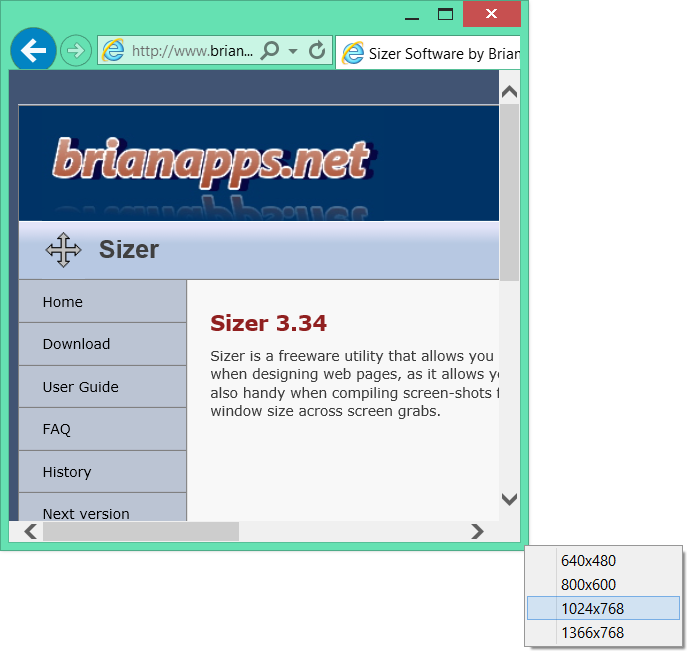 http://www.brian...
Sizer Software by Brian
brianapps.net
Sizer
Home
Download
User Guide
FAQ
History
Next version
Sizer 3.34
Sizer is a freeware utility that allows you
when designing web pages, as it allows y
also handy when compiling screen-shots f
window size across screen grabs.
640x480
800x600
1024x768
1366x768